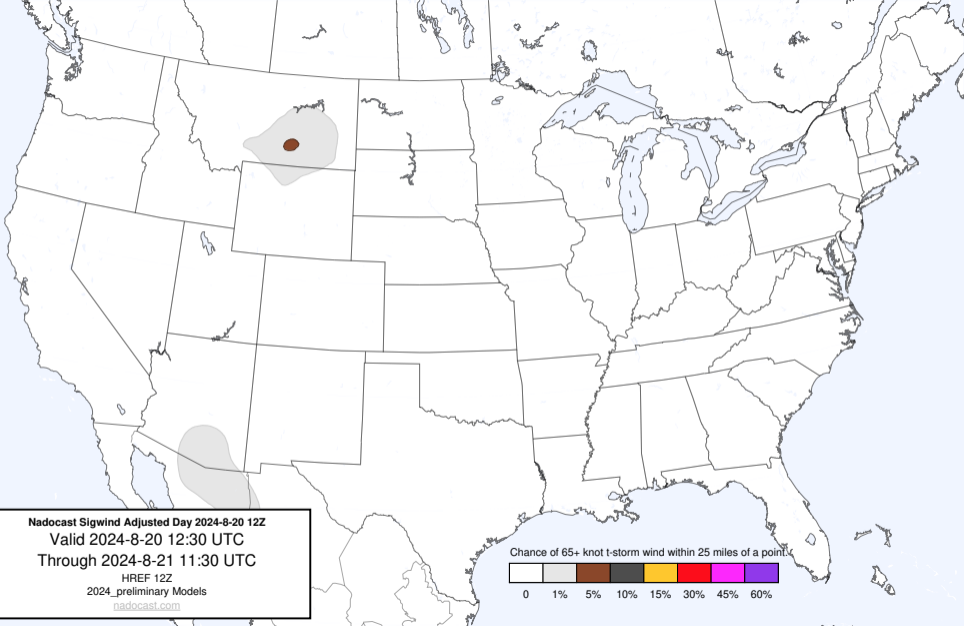 Nadocast Sigwind Adjusted Day 2024-8-20 12Z
Valid 2024-8-20 12:30 UTC
Through 2024-8-21 11:30 UTC
HREF 12Z
2024_preliminary Models
nadocast.com
Chance of 65+ knot t-storm wind within 25 miles of a point.
0 1% 5% 10% 15% 30% 45% 60%